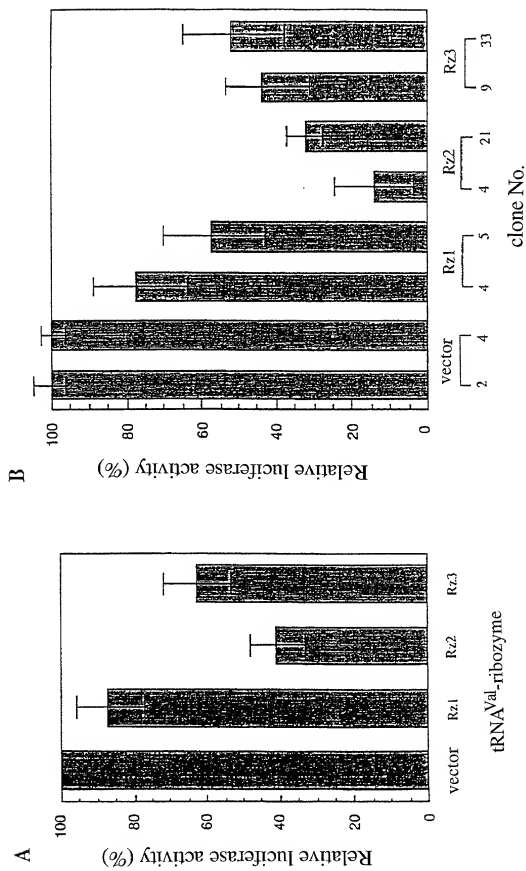 A
Relative luciferase activity (%)
100
80
60
40
20
0
vector
Rz1
Rz2
Rz3
tRNAVal-ribozyme
B
Relative luciferase activity (%)
100
80
60
40
20
0
2 4 4 5 4 21 9 33
vector Rz1 Rz2 Rz3
clone No.